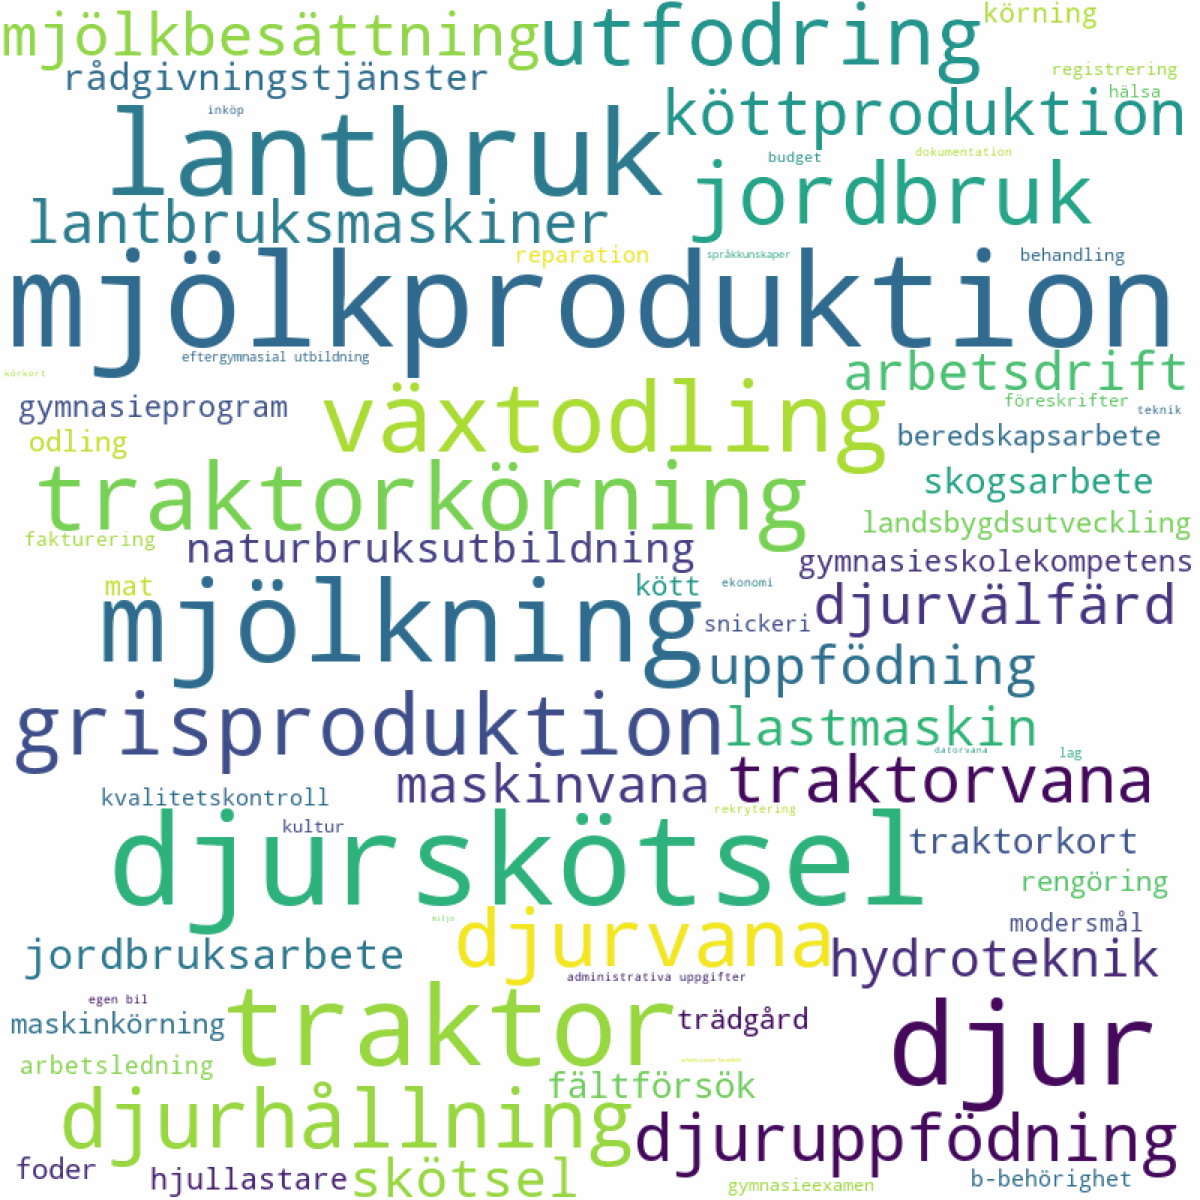 mjölkbesättning
utfodring
körning
rådgivningstjänster
registrering
hälsa
inköp
lantbruk
köttproduktion
budget
dokumentation
jordbruk
lantbruksmaskiner
reparation
språkkunskaper
behandling
mjölkproduktion
eftergymnasial utbildning
körkort
arbetsdrift
gymnasieprogram
växtodling
föreskrifter
teknik
odling
beredskapsarbete
traktorkörning
skogsarbete
landsbygdsutveckling
fakturering
naturbruksutbildning
gymnasieskolekompetens
mat
mjölkning
kött
ekonomi
djurvälfärd
snickeri
uppfödning
grisproduktion
lastmaskin
datorvana
lag
maskinvana
traktorvana
kvalitetskontroll
rekrytering
kultur
djurskötsel
traktorkort
rengöring
miljö
djurvana
modersmål
jordbruksarbete
hydroteknik
administrativa uppgifter
egen bil
maskinkörning
traktor
trädgård
djur
arbetsledning
fältförsök
djurhållning
djuruppfödning
foder
hjullastare
skötsel
b-behörighet
gymnasieexamen